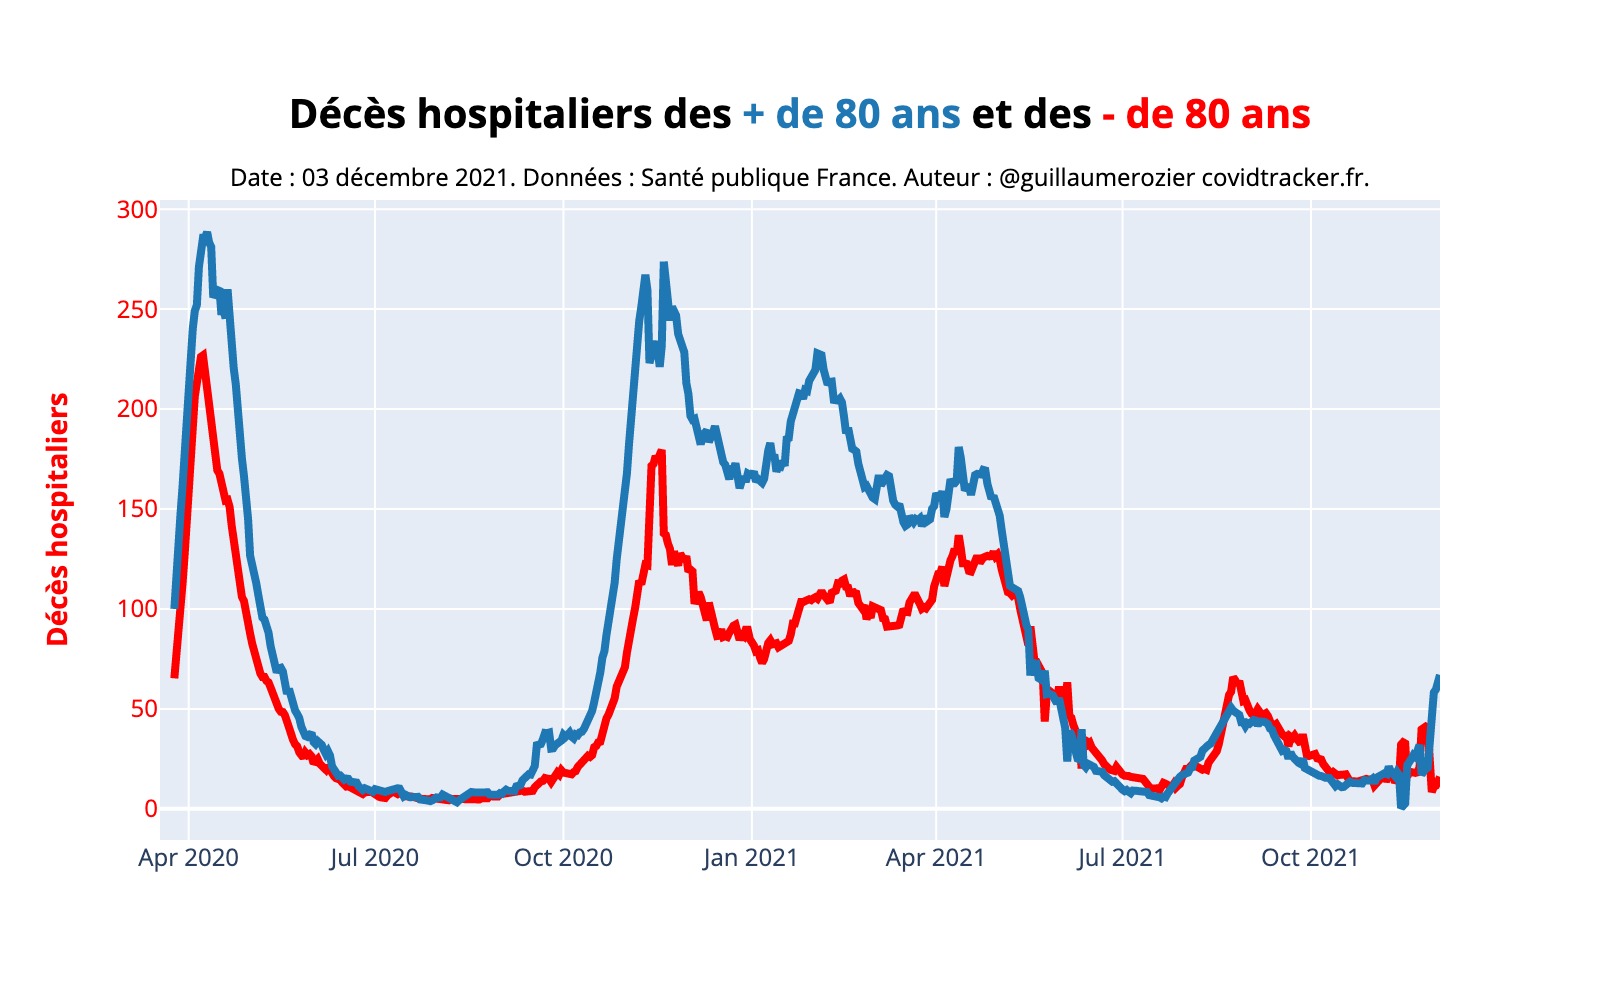 Décès hospitaliers des + de 80 ans et des - de 80 ans
Date : 03 décembre 2021. Données : Santé publique France. Auteur : @guillaumerozier covidtracker.fr.
Décès hospitaliers
300
250
200
150
100
50
0
Apr 2020 Jul 2020 Oct 2020 Jan 2021 Apr 2021 Jul 2021 Oct 2021